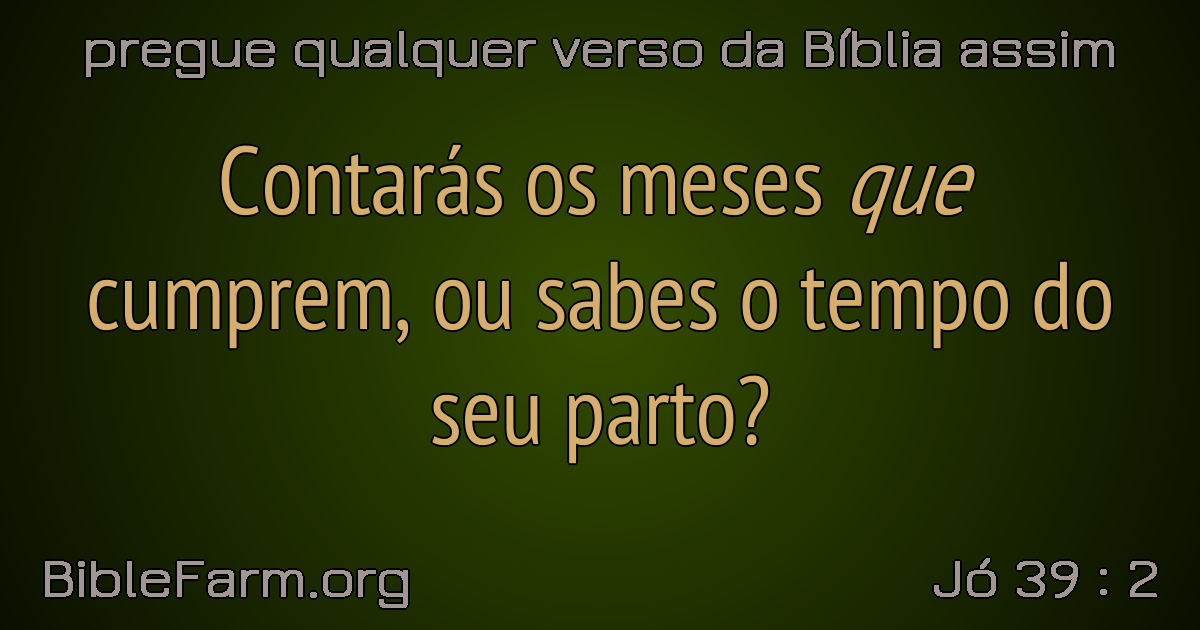 pregue qualquer verso da Bíblia assim
Contarás os meses que
cumprem, ou sabes o tempo do
seu parto?
BibleFarm.org
Jó 39 : 2